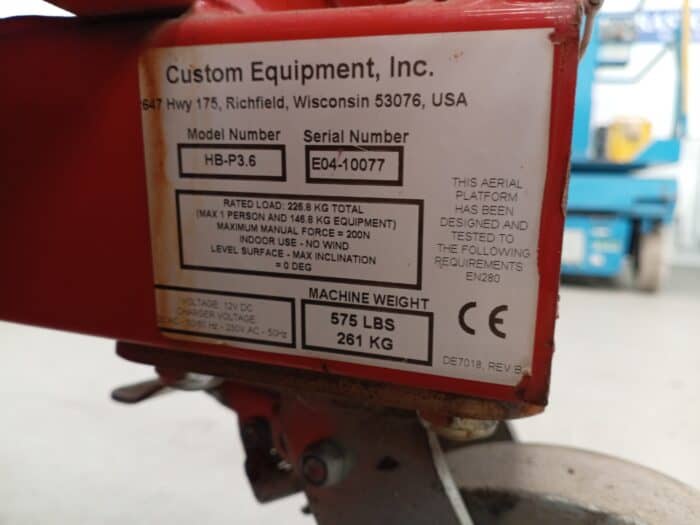 Custom Equipment, Inc.
647 Hwy 175, Richfield, Wisconsin 53076, USA
Model Number
HB-P3.6
Serial Number
E04-10077
RATED LOAD: 226.8 KG TOTAL
(MAX 1 PERSON AND 146.8 KG EQUIPMENT)
MAXIMUM MANUAL FORCE = 200N
INDOOR USE - NO WIND
LEVEL SURFACE - MAX INCLINATION
= 0 DEG
VOLTAGE: 12V DC
CHARGER VOLTAGE:
- 50/60 Hz - 230V AC - 50Hz
MACHINE WEIGHT
575 LBS
261 KG
THIS AERIAL
PLATFORM
HAS BEEN
DESIGNED AND
TESTED TO
THE FOLLOWING
REQUIREMENTS
EN280
CE
DE7018, REV B